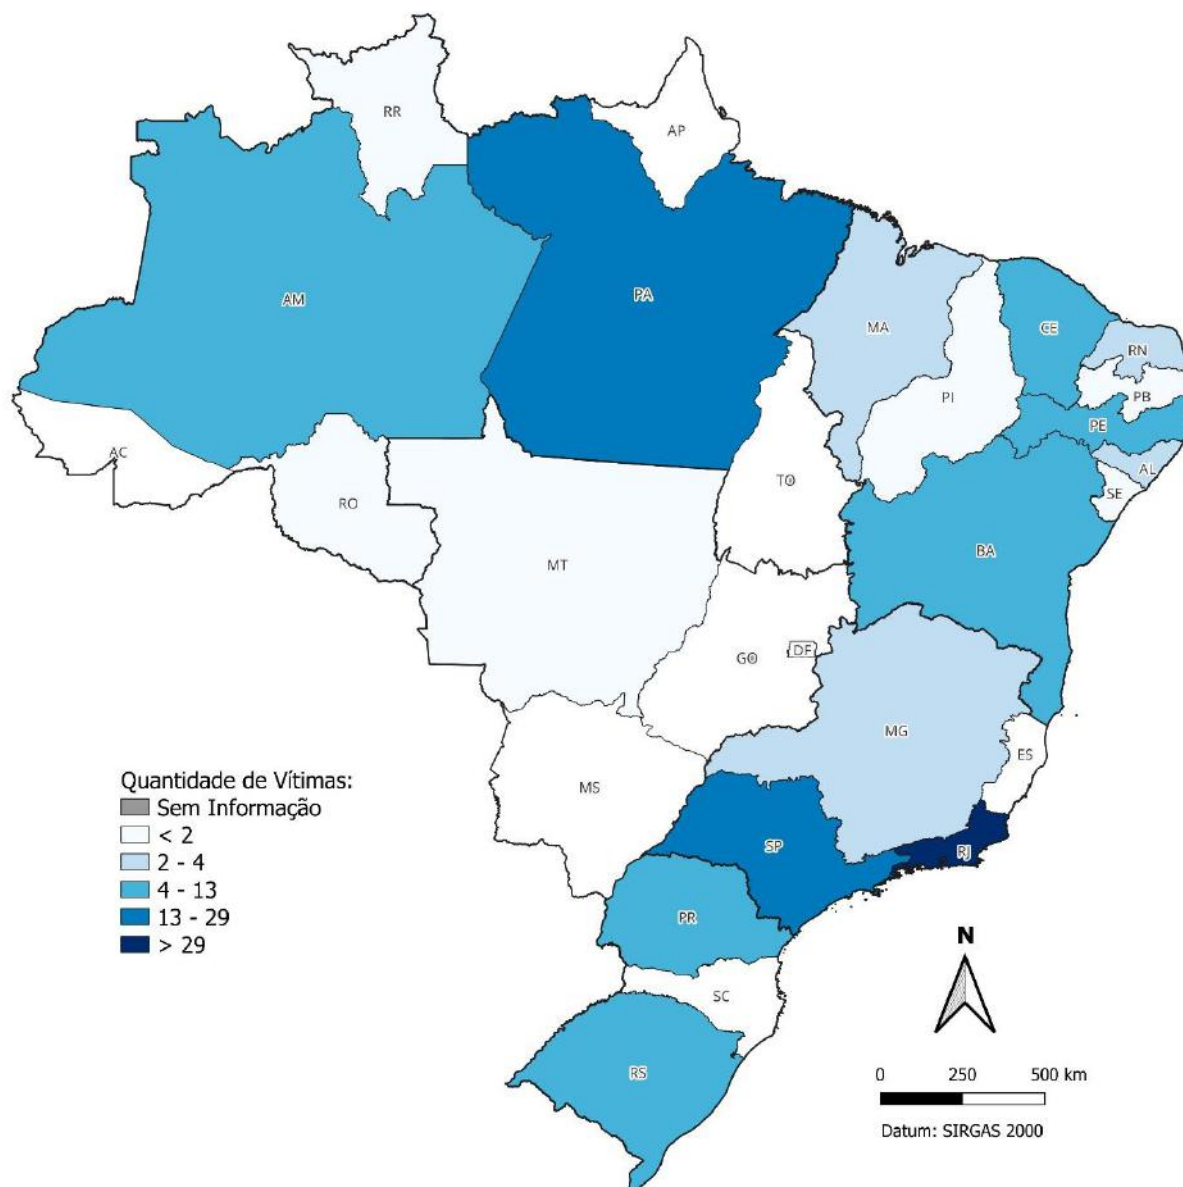 RR
AP
AM
PA
MA
CE
RN
PI
PB
PE
AC
AL
TO
SE
RO
BA
MT
GO
DF
MG
ES
MS
Quantidade de Vítimas:
Sem Informação
< 2
2 - 4
4 - 13
13 - 29
> 29
SP
RJ
PR
N
SC
RS
0 250 500 km
Datum: SIRGAS 2000